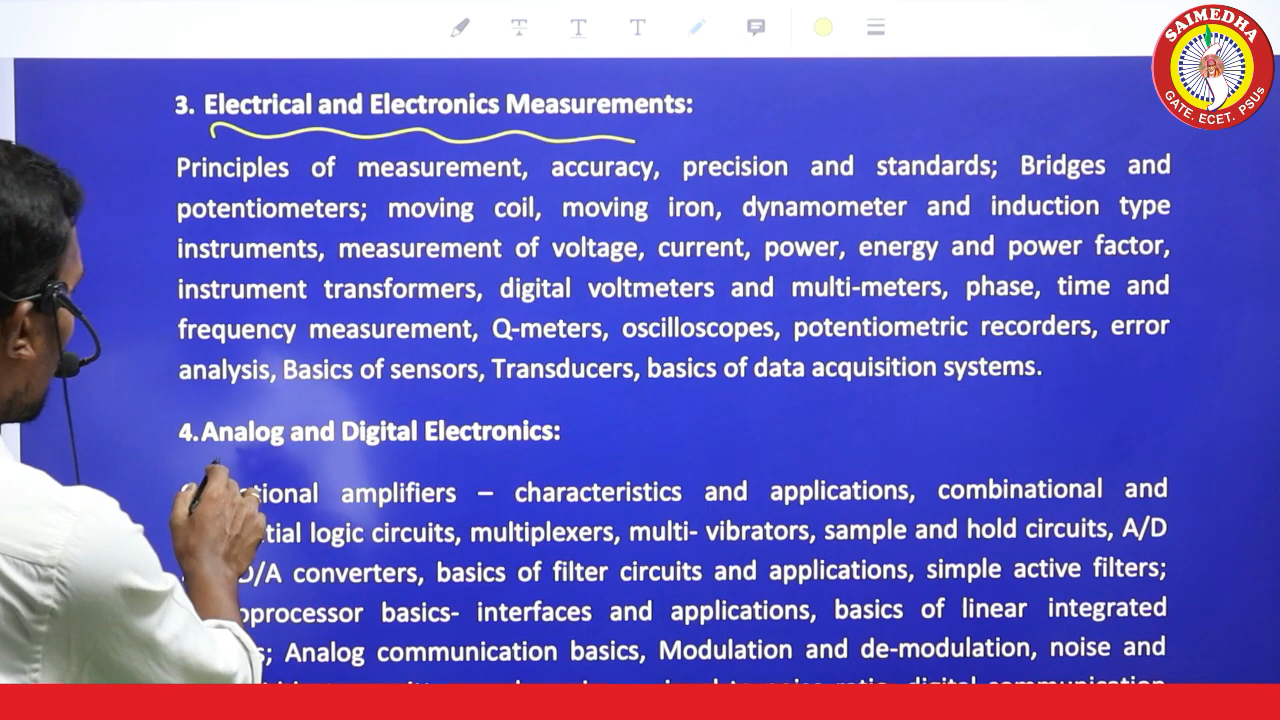 SAIMEDHA
GATE. ECET. PSUs
3. Electrical and Electronics Measurements:
Principles of measurement, accuracy, precision and standards; Bridges and
potentiometers; moving coil, moving iron, dynamometer and induction type
instruments, measurement of voltage, current, power, energy and power factor,
instrument transformers, digital voltmeters and multi-meters, phase, time and
frequency measurement, Q-meters, oscilloscopes, potentiometric recorders, error
analysis, Basics of sensors, Transducers, basics of data acquisition systems.
4.Analog and Digital Electronics:
amplifiers – characteristics and applications, combinational and
logic circuits, multiplexers, multi- vibrators, sample and hold circuits, A/D
D/A converters, basics of filter circuits and applications, simple active filters;
basics- interfaces and applications, basics of linear integrated
Analog communication basics, Modulation and de-modulation, noise and